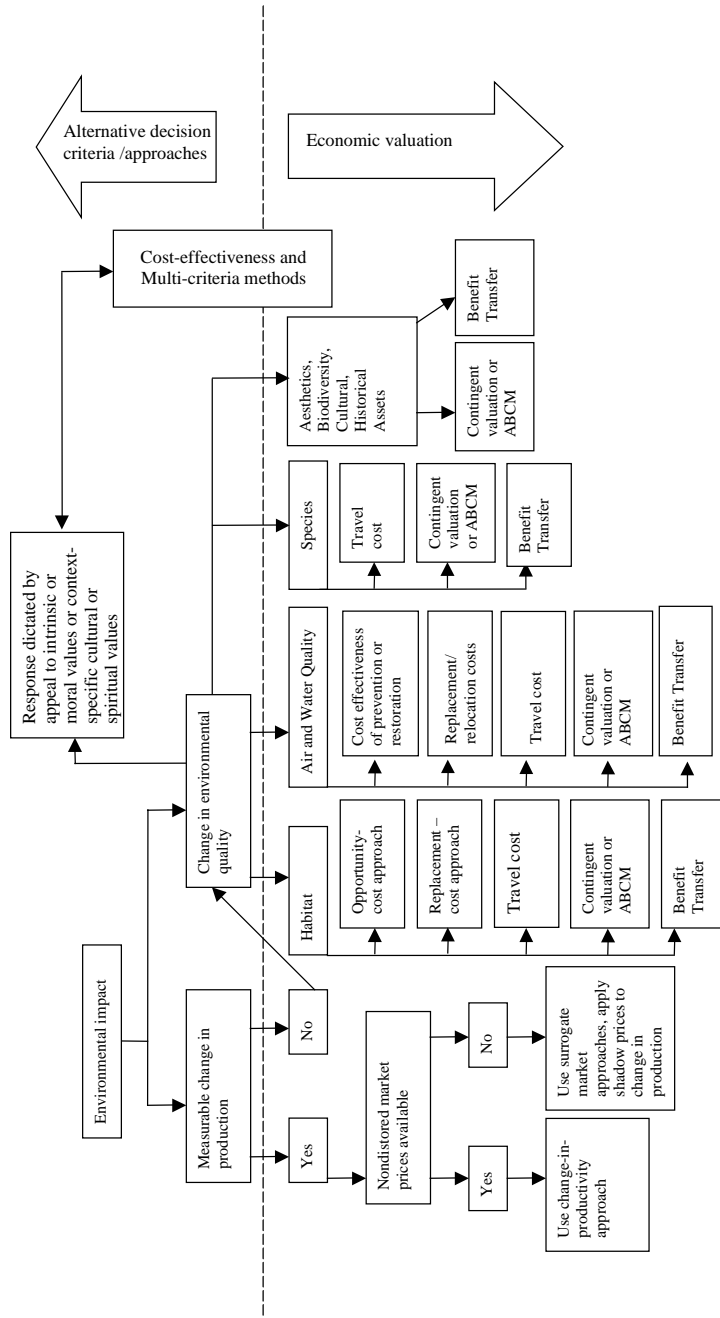 Alternative decision
criteria /approaches
Economic valuation
Environmental impact
Response dictated by
appeal to intrinsic or
moral values or context-
specific cultural or
spiritual values
Cost-effectiveness and
Multi-criteria methods
Measurable change in
production
Change in environmental
quality
Yes
No
Nondistored market
prices available
Yes
No
Use change-in-
productivity
approach
Use surrogate
market
approaches, apply
shadow prices to
change in
production
Habitat
Opportunity-
cost approach
Replacement –
cost approach
Travel cost
Contingent
valuation or
ABCM
Benefit
Transfer
Air and Water Quality
Cost effectiveness
of prevention or
restoration
Replacement/
relocation costs
Travel cost
Contingent
valuation or
ABCM
Benefit Transfer
Species
Travel
cost
Contingent
valuation
or ABCM
Benefit
Transfer
Aesthetics,
Biodiversity,
Cultural,
Historical
Assets
Contingent
valuation or
ABCM
Benefit
Transfer